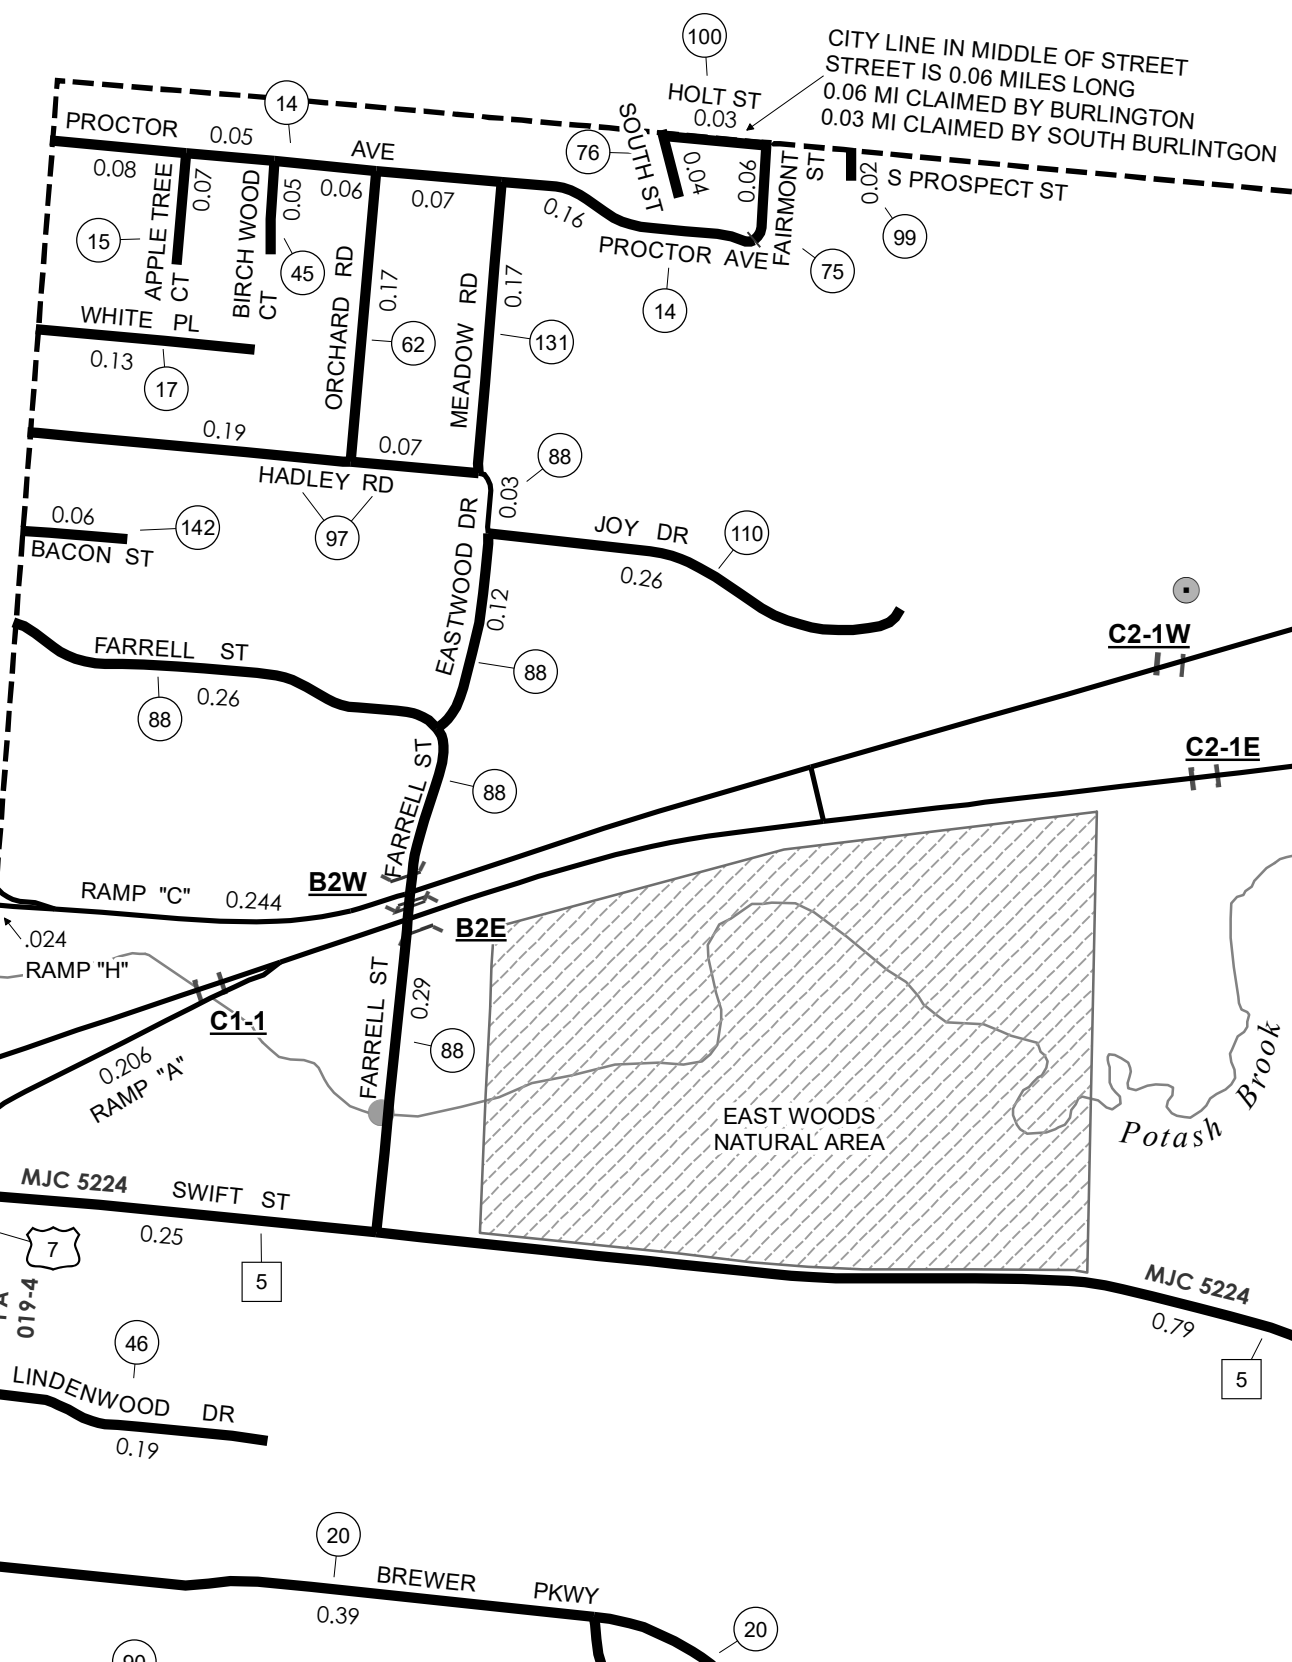 100
CITY LINE IN MIDDLE OF STREET
STREET IS 0.06 MILES LONG
0.06 MI CLAIMED BY BURLINGTON
0.03 MI CLAIMED BY SOUTH BURLINTGON
14
HOLT ST
0.03
PROCTOR
0.05
AVE
SOUTH ST
76
0.04
0.06
FAIRMONT ST
0.02
S PROSPECT ST
99
0.08
APPLE TREE CT
0.07
BIRCH WOOD CT
0.05
0.06
0.07
0.16
PROCTOR AVE
75
14
15
45
ORCHARD RD
0.17
62
MEADOW RD
0.17
131
WHITE PL
0.13
17
0.19
0.07
HADLEY RD
97
88
0.03
0.06
142
BACON ST
EASTWOOD DR
JOY DR
110
0.26
0.12
88
C2-1W
FARRELL ST
0.26
88
FARRELL ST
88
C2-1E
RAMP "C"
0.244
B2W
B2E
.024
RAMP "H"
C1-1
FARRELL ST
0.29
88
0.206
RAMP "A"
EAST WOODS
NATURAL AREA
Potash Brook
MJC 5224
SWIFT ST
0.25
7
5
019-4
MJC 5224
0.79
5
46
LINDENWOOD DR
0.19
20
BREWER PKWY
0.39
20